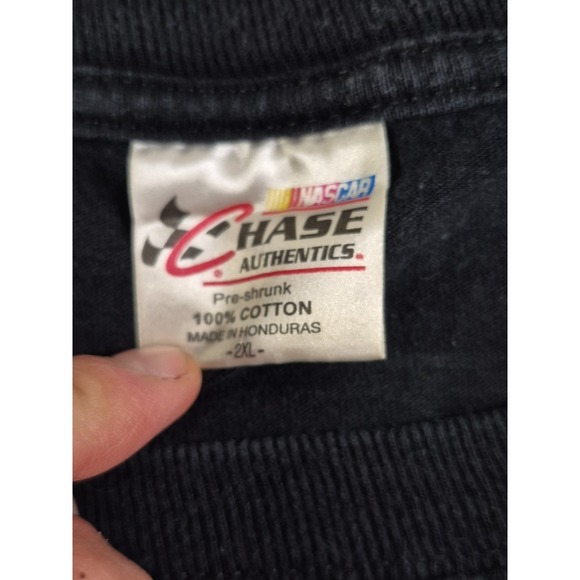 NASCAR
CHASE
AUTHENTICS
Pre-shrunk
100% COTTON
MADE IN HONDURAS
-2XL-